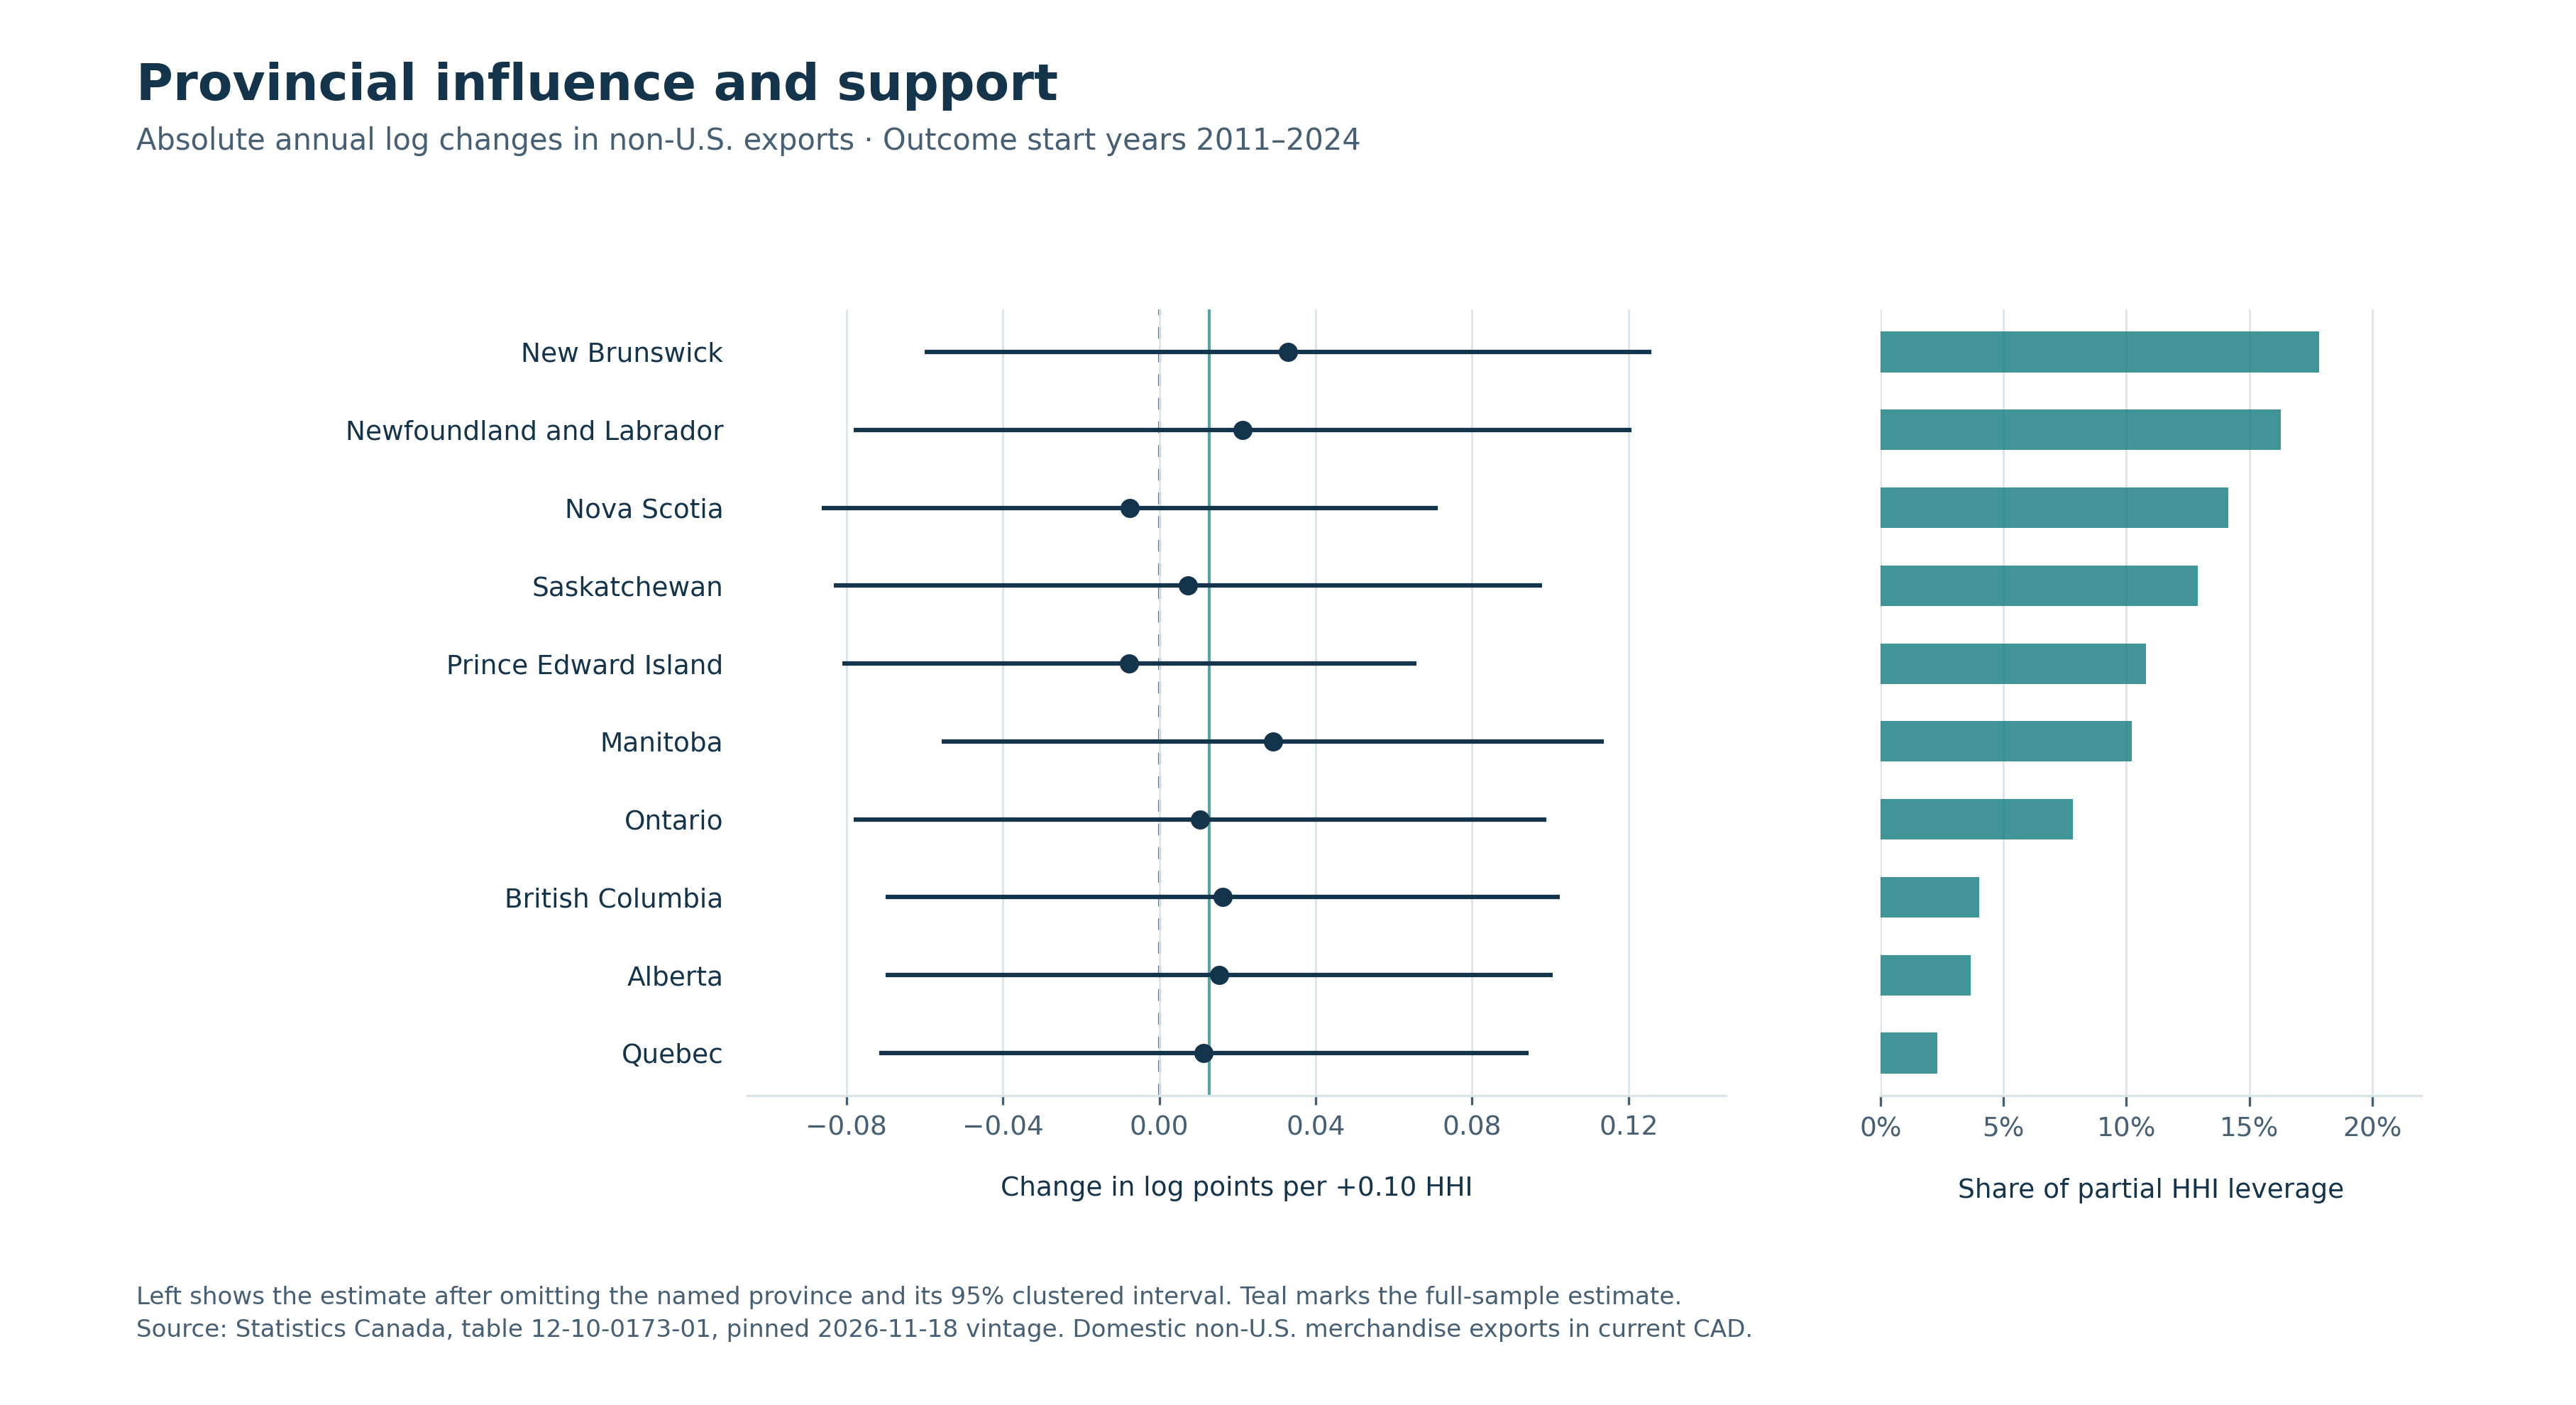 Provincial influence and support
Absolute annual log changes in non-U.S. exports · Outcome start years 2011–2024
New Brunswick
Newfoundland and Labrador
Nova Scotia
Saskatchewan
Prince Edward Island
Manitoba
Ontario
British Columbia
Alberta
Quebec
−0.08 −0.04 0.00 0.04 0.08 0.12
Change in log points per +0.10 HHI
0% 5% 10% 15% 20%
Share of partial HHI leverage
Left shows the estimate after omitting the named province and its 95% clustered interval. Teal marks the full-sample estimate.
Source: Statistics Canada, table 12-10-0173-01, pinned 2026-11-18 vintage. Domestic non-U.S. merchandise exports in current CAD.